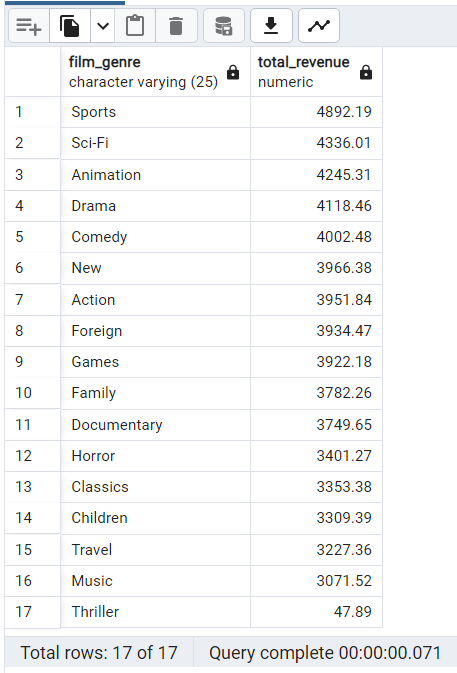 film_genre total_revenue
character varying (25) numeric
1 Sports 4892.19
2 Sci-Fi 4336.01
3 Animation 4245.31
4 Drama 4118.46
5 Comedy 4002.48
6 New 3966.38
7 Action 3951.84
8 Foreign 3934.47
9 Games 3922.18
10 Family 3782.26
11 Documentary 3749.65
12 Horror 3401.27
13 Classics 3353.38
14 Children 3309.39
15 Travel 3227.36
16 Music 3071.52
17 Thriller 47.89
Total rows: 17 of 17 Query complete 00:00:00.071